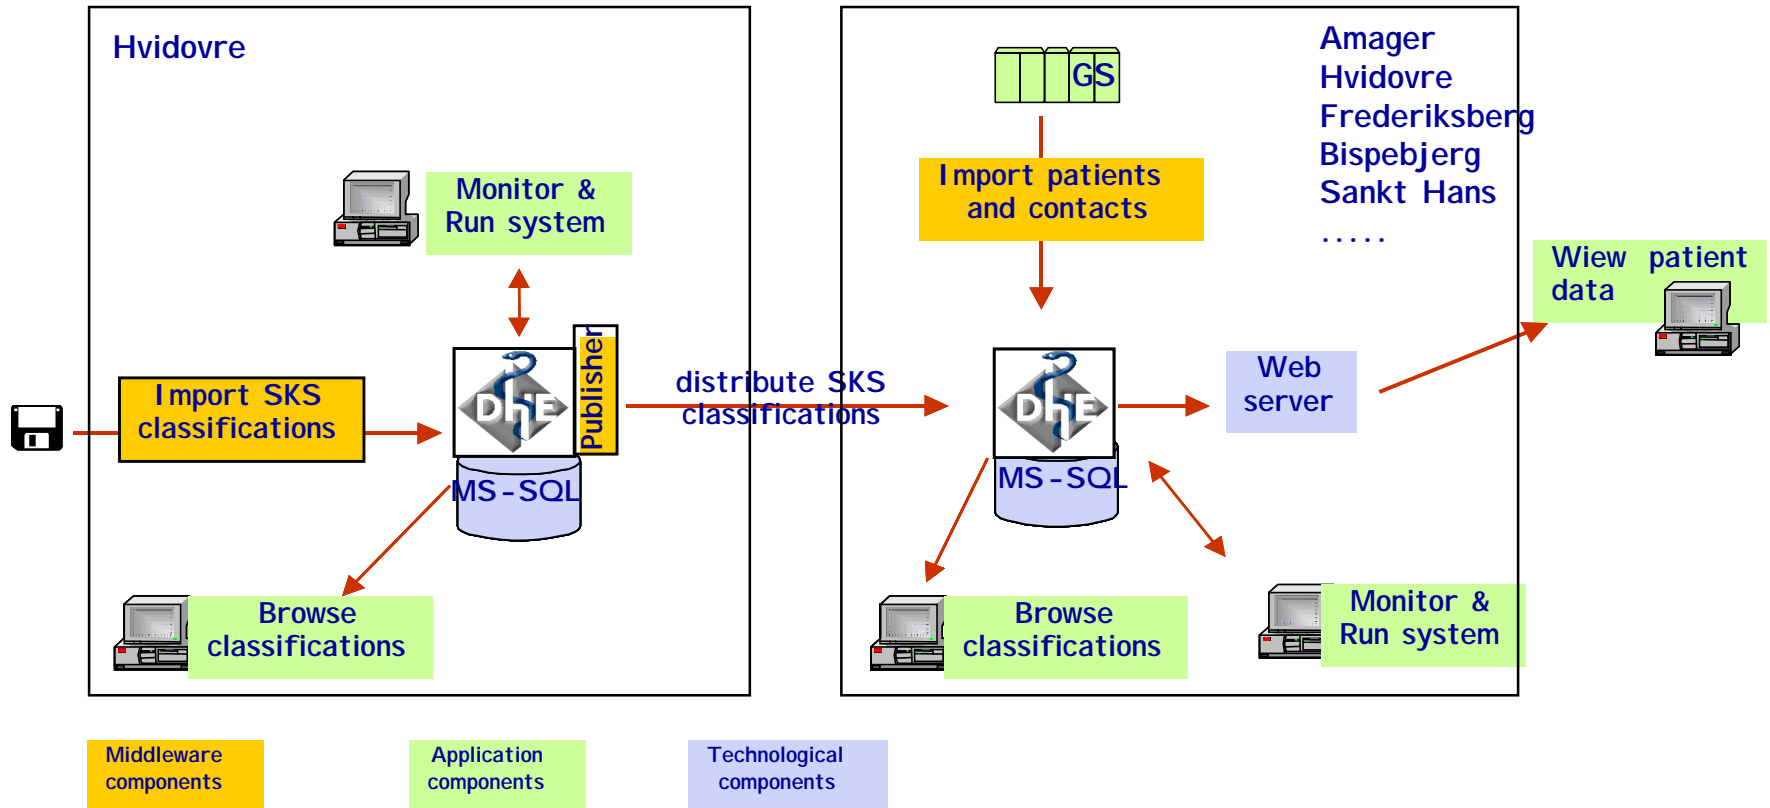 Hvidovre
Monitor &
Run system
Import SKS
classifications
DHE
Publisher
MS-SQL
Browse
classifications
distribute SKS
classifications
GS
Import patients
and contacts
Amager
Hvidovre
Frederiksberg
Bispebjerg
Sankt Hans
.....
DHE
MS-SQL
Web
server
Wiew patient
data
Browse
classifications
Monitor &
Run system
Middleware
components
Application
components
Technological
components